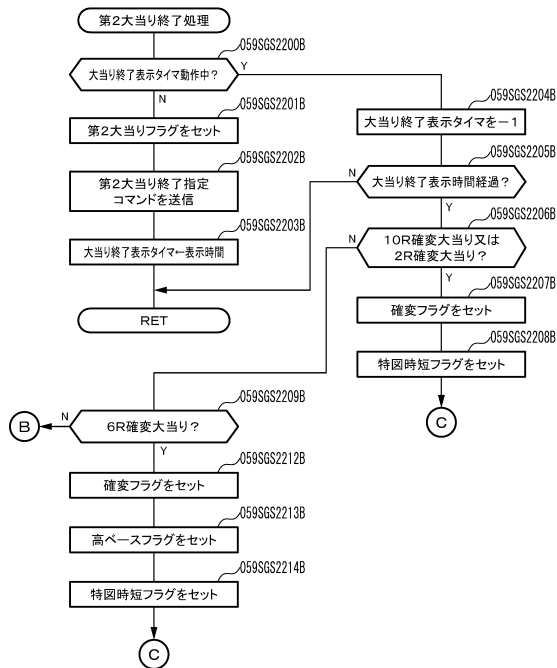 第2大当り終了処理
059SGS2200B
大当り終了表示タイマ動作中?
Y
N
059SGS2201B
第2大当りフラグをセット
059SGS2202B
第2大当り終了指定
コマンドを送信
059SGS2203B
大当り終了表示タイマ←表示時間
RET
059SGS2204B
大当り終了表示タイマを－1
059SGS2205B
N
大当り終了表示時間経過?
Y
059SGS2206B
N
10R確変大当り又は
2R確変大当り?
Y
059SGS2207B
確変フラグをセット
059SGS2208B
特図時短フラグをセット
C
059SGS2209B
B
N
6R確変大当り?
Y
059SGS2212B
確変フラグをセット
059SGS2213B
高ベースフラグをセット
059SGS2214B
特図時短フラグをセット
C